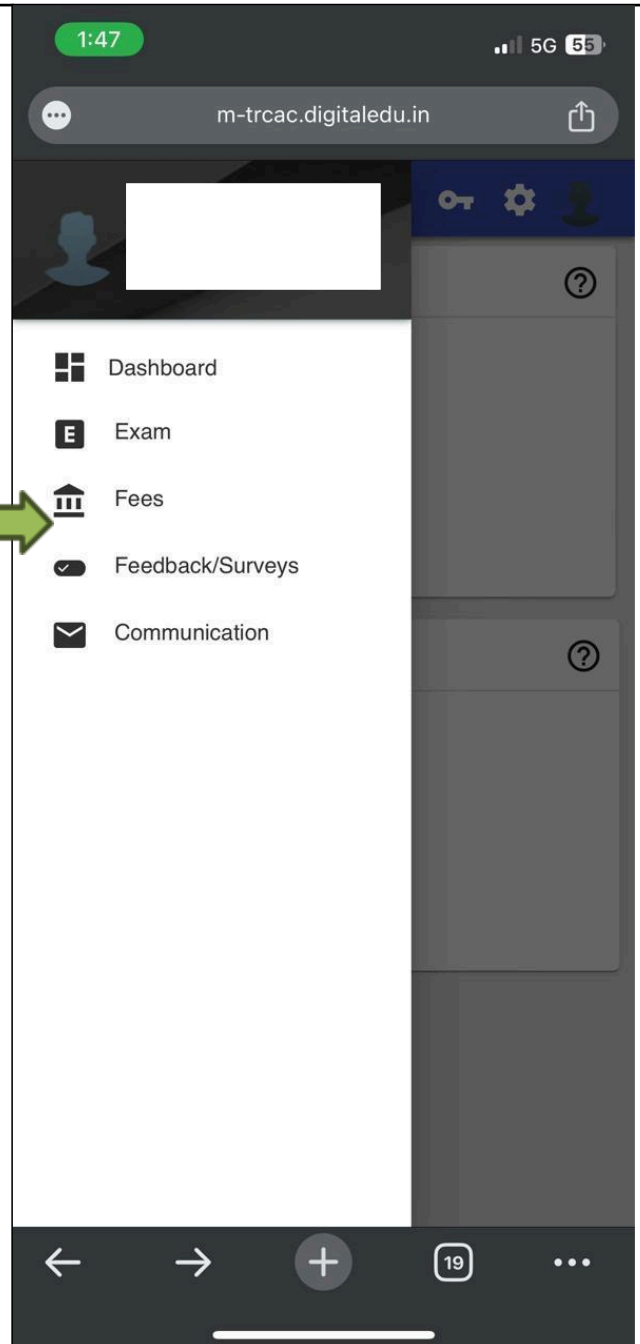 1:47
5G 55
m-trcac.digitaledu.in
Dashboard
E Exam
Fees
Feedback/Surveys
Communication
19